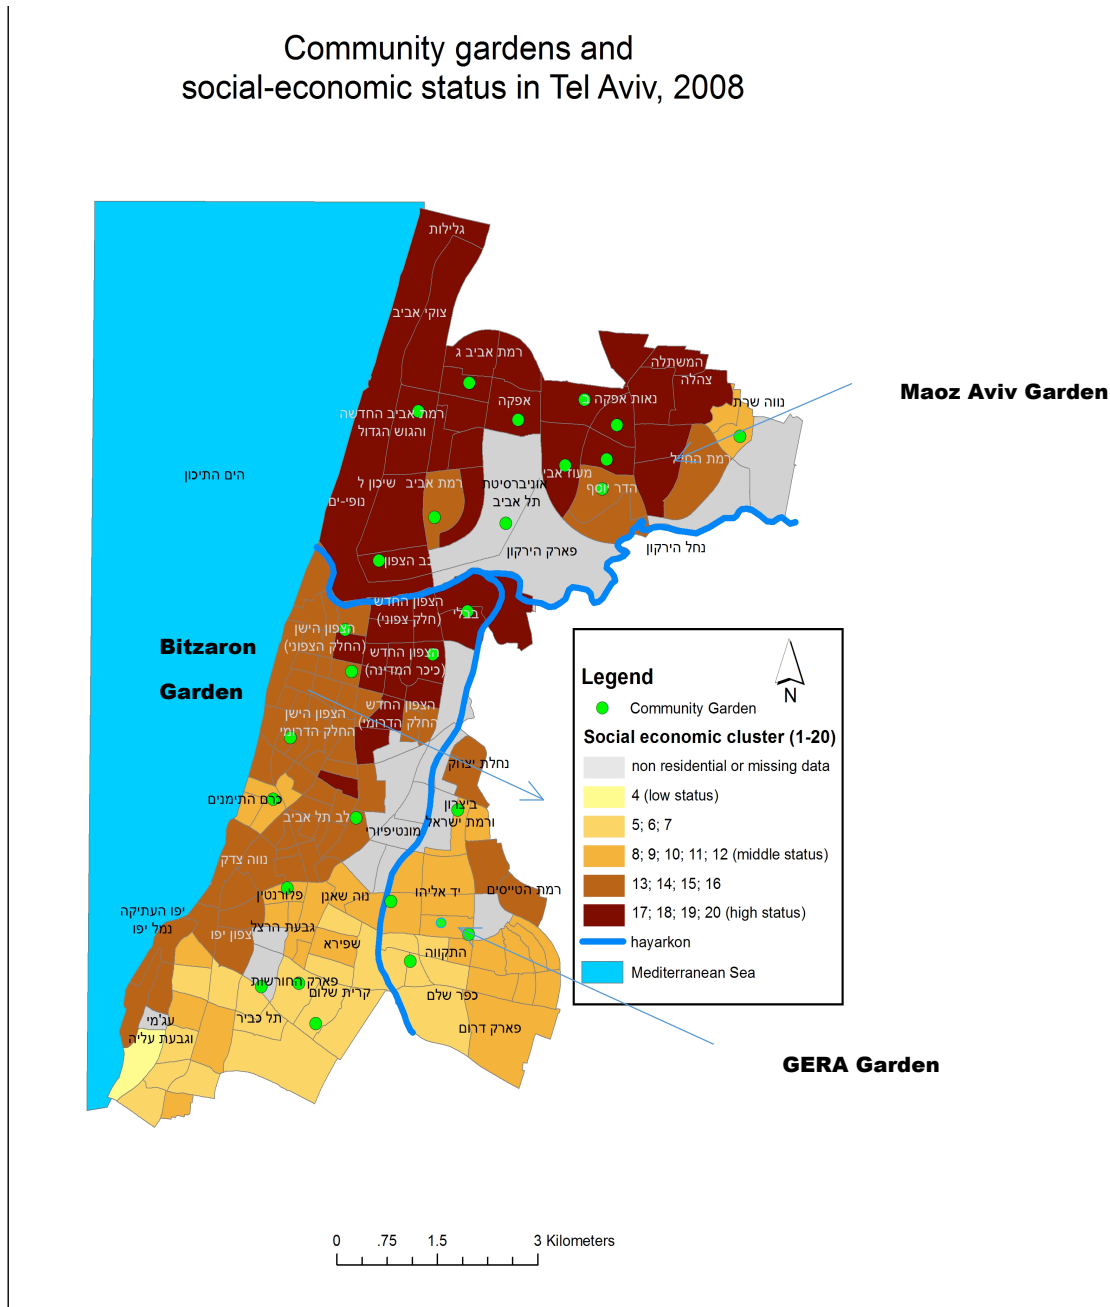 Community gardens and
social-economic status in Tel Aviv, 2008
גלילות
צוקי אביב
רמת אביב ג
המשתלה
צהלה
Maoz Aviv Garden
נווה שרת
נאות אפקה ב
אפקה
רמת אביב החדשה
והגוש הגדול
רמת החייל
הים התיכון
מעוז אבי
הדר יוסף
אוניברסיטת
תל אביב
רמת אביב
שיכון ל
נופי-ים
נחל הירקון
פארק הירקון
כב הצפון
הצפון החדש
(חלק צפוני)
בבלי
הצפון הישן
(החלק הצפוני)
Bitzaron
Garden
הצפון החדש
(כיכר המדינה)
הצפון החדש
החלק הדרומי)
הצפון הישן
החלק הדרומי
נחלת יצחק
כרם התימנים
ביצרון
ורמת ישראל
לב תל אביב
מונטיפיורי
נווה צדק
יד אליהו
רמת הטייסים
פלורנטין
נוה שאנן
יפו העתיקה
נמל יפו
צפון יפו
גבעת הרצל
שפירא
התקווה
פארק החורשות
קרית שלום
כפר שלם
עג'מי
וגבעת עליה
תל כביר
פארק דרום
GERA Garden
Legend
Community Garden
Social economic cluster (1-20)
non residential or missing data
4 (low status)
5; 6; 7
8; 9; 10; 11; 12 (middle status)
13; 14; 15; 16
17; 18; 19; 20 (high status)
hayarkon
Mediterranean Sea
N
0 .75 1.5 3 Kilometers